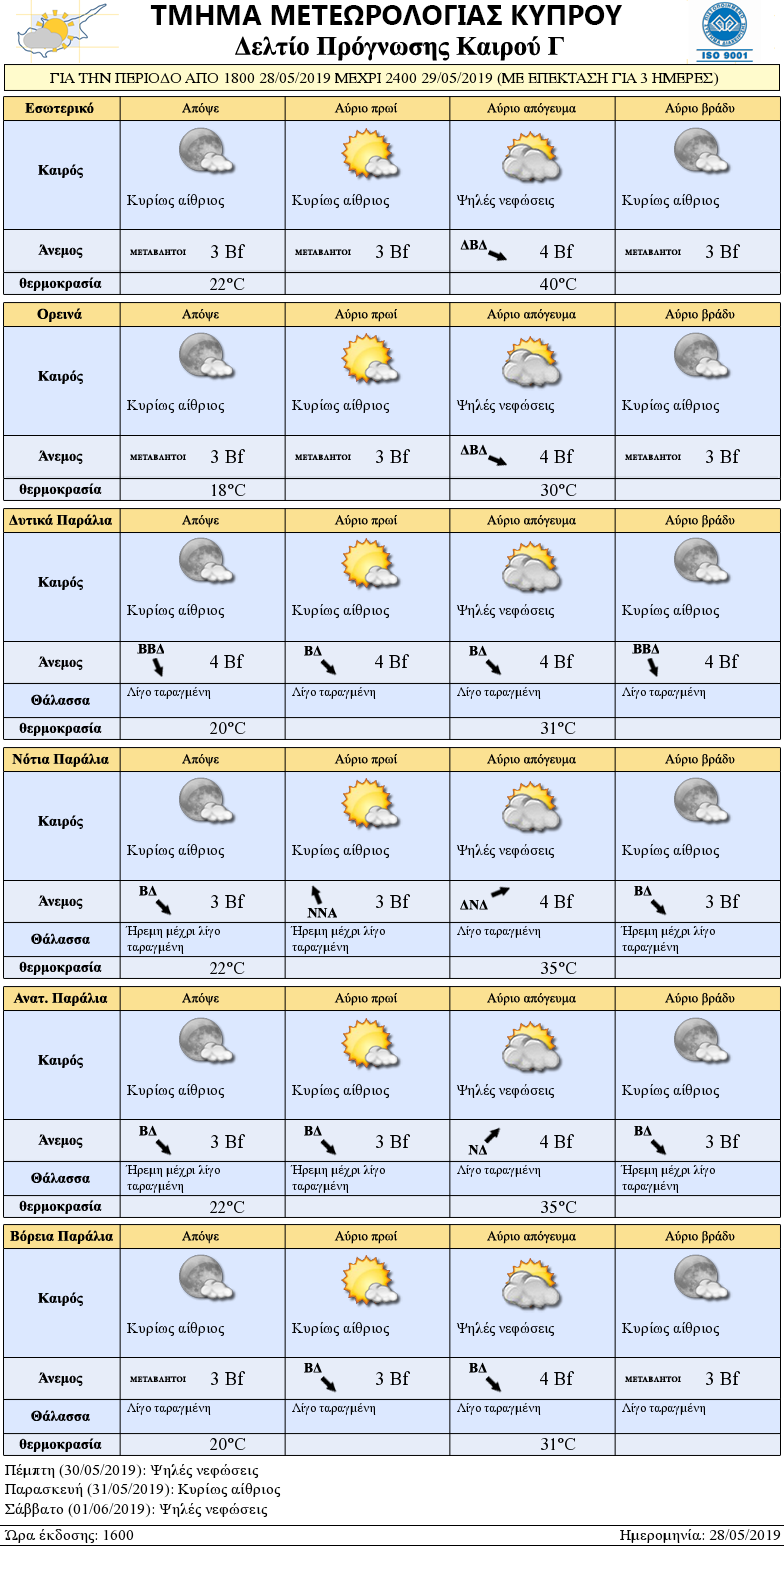 ΤΜΗΜΑ ΜΕΤΕΩΡΟΛΟΓΙΑΣ ΚΥΠΡΟΥ
Δελτίο Πρόγνωσης Καιρού Γ
ISO 9001
ΓΙΑ ΤΗΝ ΠΕΡΙΟΔΟ ΑΠΟ 1800 28/05/2019 ΜΕΧΡΙ 2400 29/05/2019 (ΜΕ ΕΠΕΚΤΑΣΗ ΓΙΑ 3 ΗΜΕΡΕΣ)
Εσωτερικό Απόψε Αύριο πρωί Αύριο απόγευμα Αύριο βράδυ
Καιρός
Κυρίως αίθριος Κυρίως αίθριος Ψηλές νεφώσεις Κυρίως αίθριος
Άνεμος ΜΕΤΑΒΛΗΤΟΙ 3 Bf ΜΕΤΑΒΛΗΤΟΙ 3 Bf ΔΒΔ 4 Bf ΜΕΤΑΒΛΗΤΟΙ 3 Bf
θερμοκρασία 22°C 40°C
Ορεινά Απόψε Αύριο πρωί Αύριο απόγευμα Αύριο βράδυ
Καιρός
Κυρίως αίθριος Κυρίως αίθριος Ψηλές νεφώσεις Κυρίως αίθριος
Άνεμος ΜΕΤΑΒΛΗΤΟΙ 3 Bf ΜΕΤΑΒΛΗΤΟΙ 3 Bf ΔΒΔ 4 Bf ΜΕΤΑΒΛΗΤΟΙ 3 Bf
θερμοκρασία 18°C 30°C
Δυτικά Παράλια Απόψε Αύριο πρωί Αύριο απόγευμα Αύριο βράδυ
Καιρός
Κυρίως αίθριος Κυρίως αίθριος Ψηλές νεφώσεις Κυρίως αίθριος
Άνεμος ΒΒΔ 4 Bf ΒΔ 4 Bf ΒΔ 4 Bf ΒΒΔ 4 Bf
Θάλασσα Λίγο ταραγμένη Λίγο ταραγμένη Λίγο ταραγμένη Λίγο ταραγμένη
θερμοκρασία 20°C 31°C
Νότια Παράλια Απόψε Αύριο πρωί Αύριο απόγευμα Αύριο βράδυ
Καιρός
Κυρίως αίθριος Κυρίως αίθριος Ψηλές νεφώσεις Κυρίως αίθριος
Άνεμος ΒΔ 3 Bf ΝΝΑ 3 Bf ΔΝΔ 4 Bf ΒΔ 3 Bf
Θάλασσα Ήρεμη μέχρι λίγο ταραγμένη Ήρεμη μέχρι λίγο ταραγμένη Λίγο ταραγμένη Ήρεμη μέχρι λίγο ταραγμένη
θερμοκρασία 22°C 35°C
Ανατ. Παράλια Απόψε Αύριο πρωί Αύριο απόγευμα Αύριο βράδυ
Καιρός
Κυρίως αίθριος Κυρίως αίθριος Ψηλές νεφώσεις Κυρίως αίθριος
Άνεμος ΒΔ 3 Bf ΒΔ 3 Bf ΝΔ 4 Bf ΒΔ 3 Bf
Θάλασσα Ήρεμη μέχρι λίγο ταραγμένη Ήρεμη μέχρι λίγο ταραγμένη Λίγο ταραγμένη Ήρεμη μέχρι λίγο ταραγμένη
θερμοκρασία 22°C 35°C
Βόρεια Παράλια Απόψε Αύριο πρωί Αύριο απόγευμα Αύριο βράδυ
Καιρός
Κυρίως αίθριος Κυρίως αίθριος Ψηλές νεφώσεις Κυρίως αίθριος
Άνεμος ΜΕΤΑΒΛΗΤΟΙ 3 Bf ΒΔ 3 Bf ΒΔ 4 Bf ΜΕΤΑΒΛΗΤΟΙ 3 Bf
Θάλασσα Λίγο ταραγμένη Λίγο ταραγμένη Λίγο ταραγμένη Λίγο ταραγμένη
θερμοκρασία 20°C 31°C
Πέμπτη (30/05/2019): Ψηλές νεφώσεις
Παρασκευή (31/05/2019): Κυρίως αίθριος
Σάββατο (01/06/2019): Ψηλές νεφώσεις
Ώρα έκδοσης: 1600 Ημερομηνία: 28/05/2019